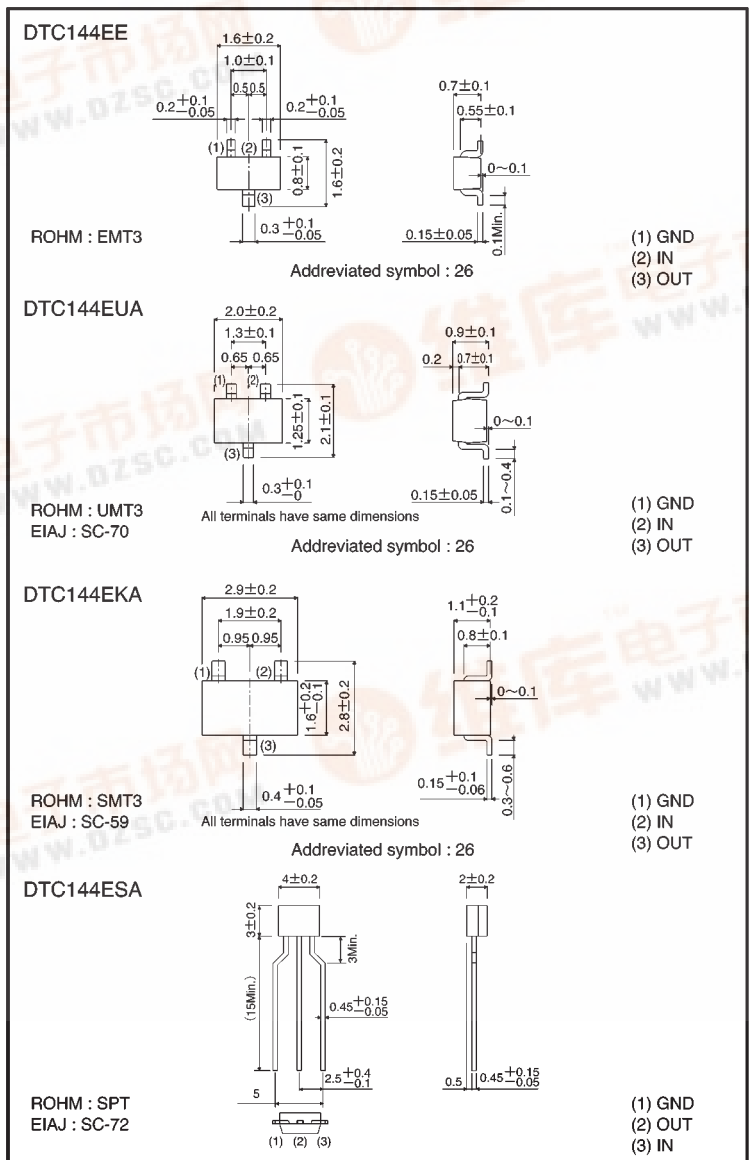 DTC144EE
1.6±0.2
1.0±0.1
0.5 0.5
0.2+0.1 −0.05
0.2+0.1 −0.05
(1) (2)
(3)
0.8±0.1
1.6±0.2
0.3+0.1 −0.05
0.7±0.1
0.55±0.1
0~0.1
0.15±0.05
0.1Min.
ROHM : EMT3
Addreviated symbol : 26
(1) GND
(2) IN
(3) OUT
DTC144EUA
2.0±0.2
1.3±0.1
0.65 0.65
(1) (2)
(3)
1.25±0.1
2.1±0.1
0.3+0.1 −0
0.9±0.1
0.2
0.7±0.1
0~0.1
0.15±0.05
0.1~0.4
ROHM : UMT3
EIAJ : SC-70
All terminals have same dimensions
Addreviated symbol : 26
(1) GND
(2) IN
(3) OUT
DTC144EKA
2.9±0.2
1.9±0.2
0.95 0.95
(1) (2)
(3)
1.6+0.2 −0.1
2.8±0.2
0.4+0.1 −0.05
1.1+0.2 −0.1
0.8±0.1
0~0.1
0.15+0.1 −0.06
0.3~0.6
ROHM : SMT3
EIAJ : SC-59
All terminals have same dimensions
Addreviated symbol : 26
(1) GND
(2) IN
(3) OUT
DTC144ESA
4±0.2
2±0.2
3±0.2
3Min.
(15Min.)
0.45+0.15 −0.05
2.5+0.4 −0.1
5
0.5
0.45+0.15 −0.05
(1) (2) (3)
ROHM : SPT
EIAJ : SC-72
(1) GND
(2) OUT
(3) IN